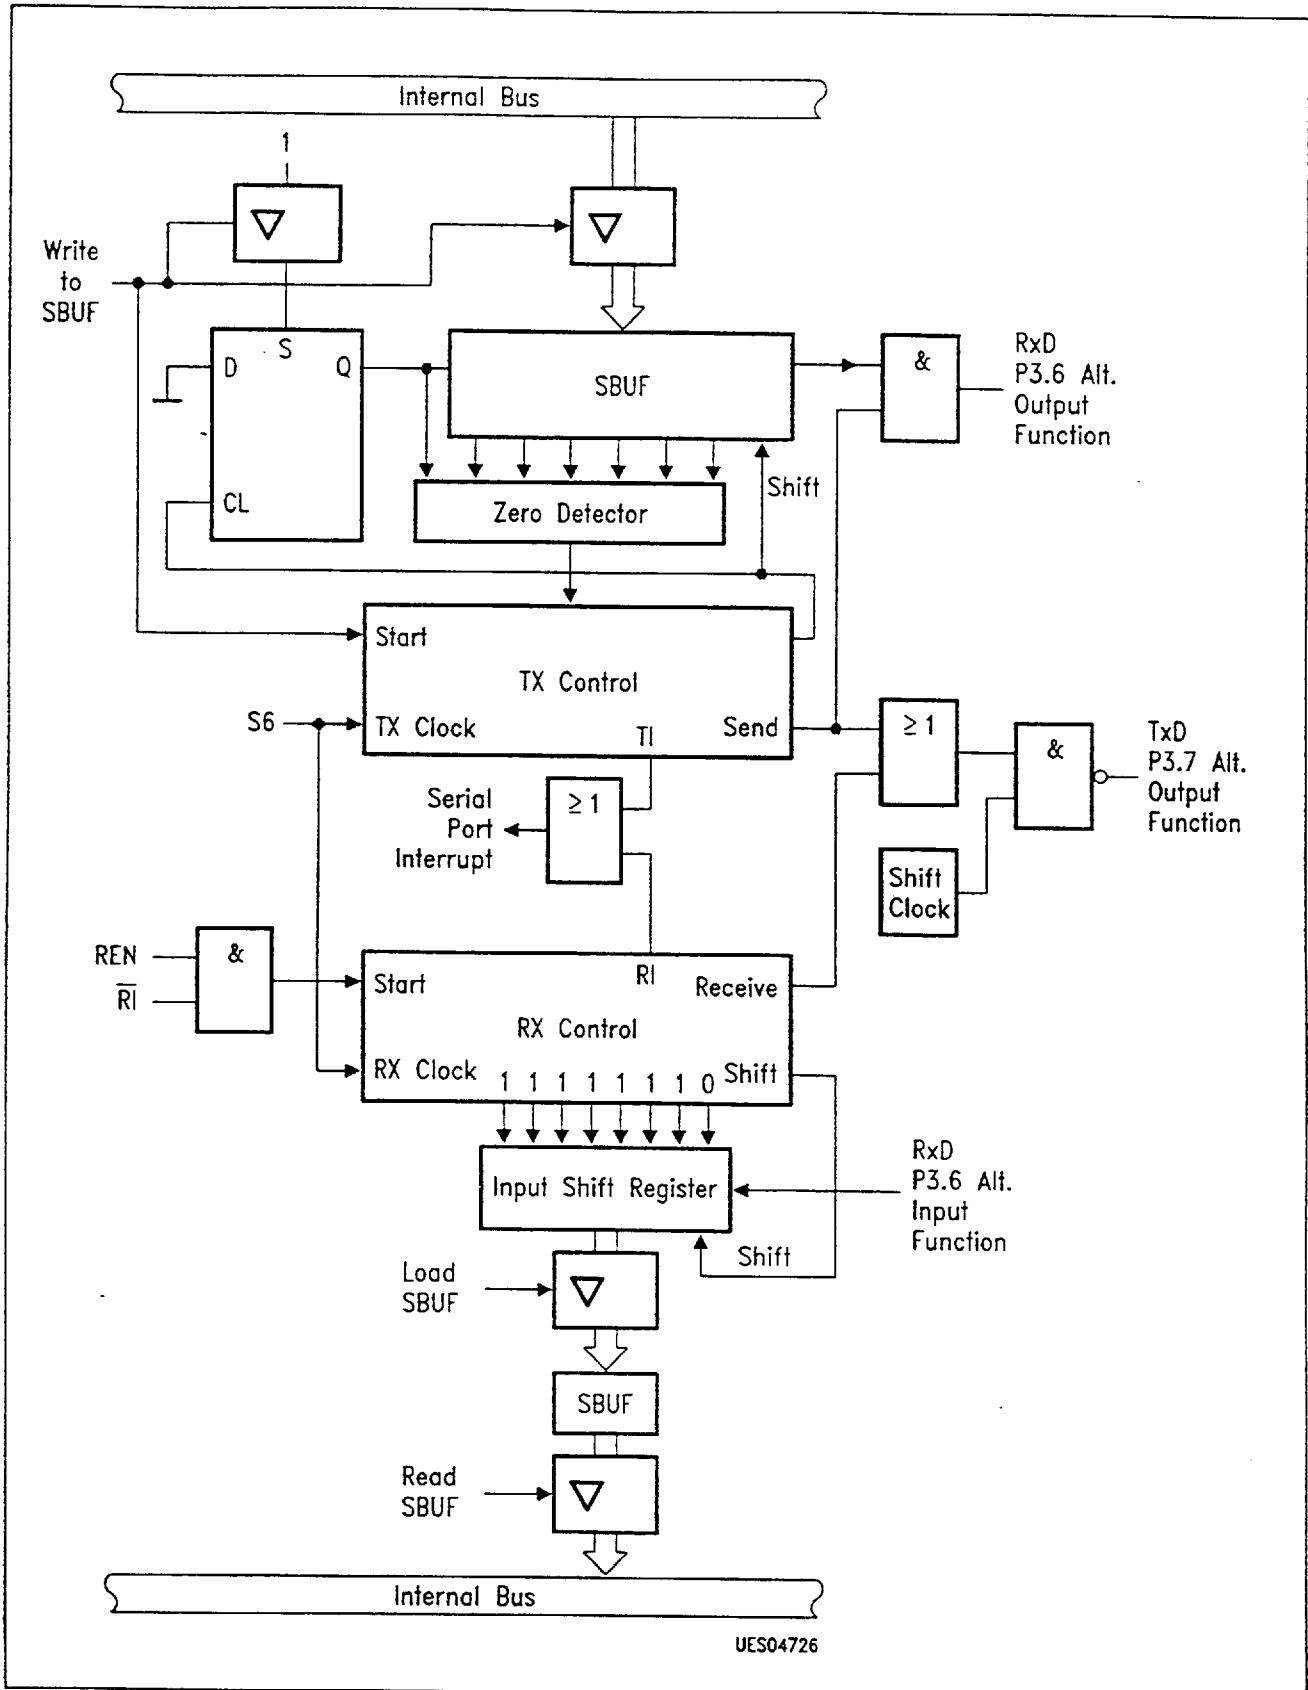 Internal Bus
1
Write
to
SBUF
S
D
Q
CL
SBUF
&
RxD
P3.6 Alt.
Output
Function
Shift
Zero Detector
Start
TX Control
S6
TX Clock
TI
Send
≥1
&
TxD
P3.7 Alt.
Output
Function
Serial
Port
Interrupt
≥1
Shift
Clock
REN
R̅I̅
&
Start
RI
Receive
RX Control
RX Clock
1 1 1 1 1 1 1 0
Shift
Input Shift Register
RxD
P3.6 Alt.
Input
Function
Shift
Load
SBUF
SBUF
Read
SBUF
Internal Bus
UES04726